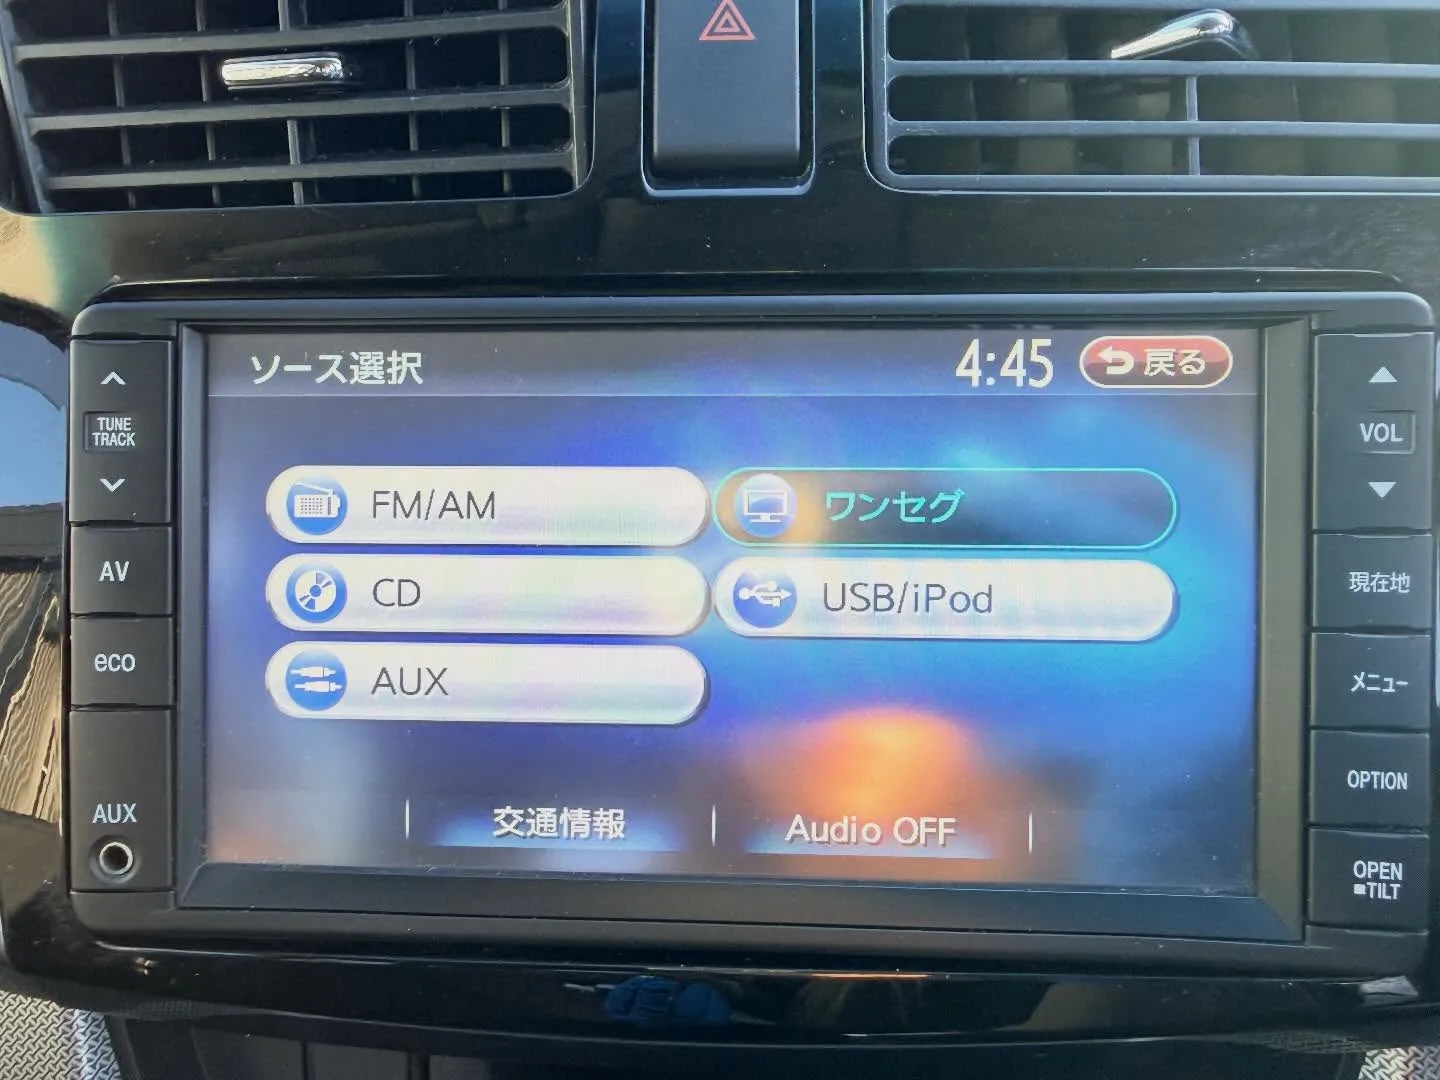 ソース選択
4:45
戻る
TUNE
TRACK
AV
eco
AUX
FM/AM
ワンセグ
CD
USB/iPod
AUX
交通情報
Audio OFF
VOL
現在地
メニュー
OPTION
OPEN
TILT